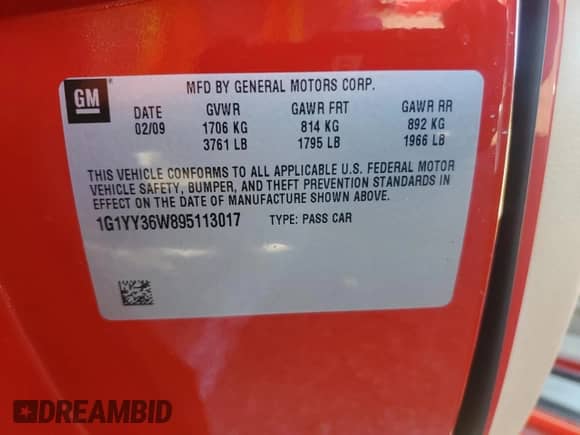 GM
MFD BY GENERAL MOTORS CORP.
DATE GVWR GAWR FRT GAWR RR
02/09 1706 KG 814 KG 892 KG
3761 LB 1795 LB 1966 LB
THIS VEHICLE CONFORMS TO ALL APPLICABLE U.S. FEDERAL MOTOR
VEHICLE SAFETY, BUMPER, AND THEFT PREVENTION STANDARDS IN
EFFECT ON THE DATE OF MANUFACTURE SHOWN ABOVE.
1G1YY36W895113017 TYPE: PASS CAR
DREAMBID